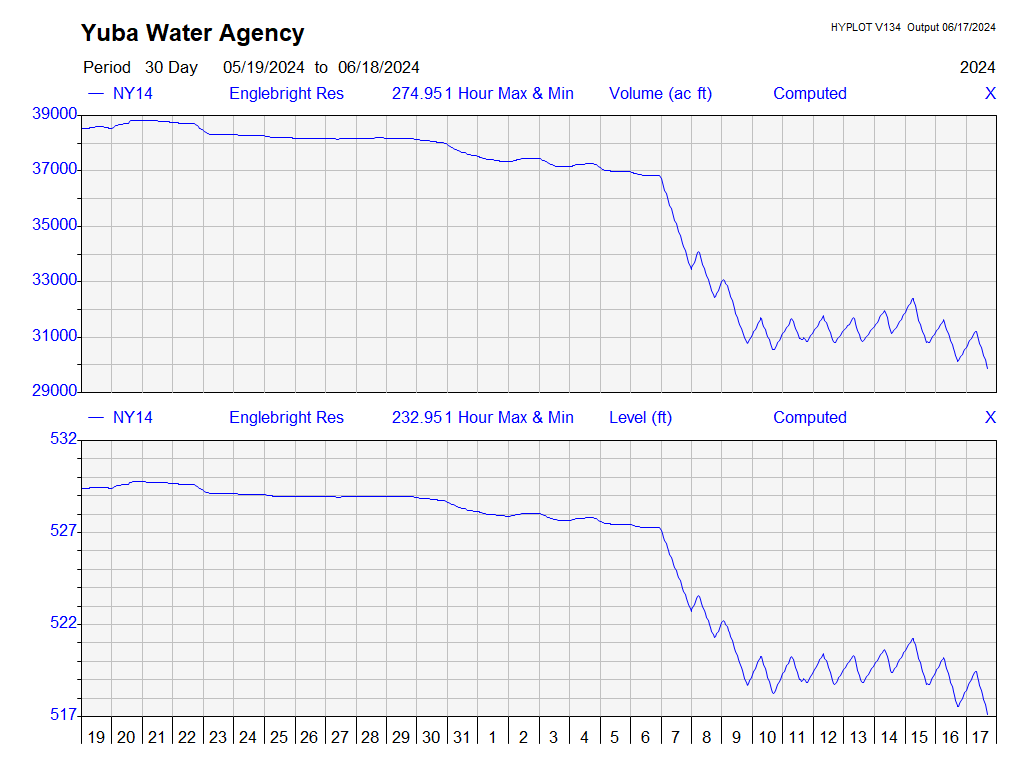 Yuba Water Agency
HYPLOT V134 Output 06/17/2024
Period 30 Day 05/19/2024 to 06/18/2024 2024
NY14 Englebright Res 274.951 Hour Max & Min Volume (ac ft) Computed X
39000
37000
35000
33000
31000
29000
NY14 Englebright Res 232.951 Hour Max & Min Level (ft) Computed X
532
527
522
517
19 20 21 22 23 24 25 26 27 28 29 30 31 1 2 3 4 5 6 7 8 9 10 11 12 13 14 15 16 17